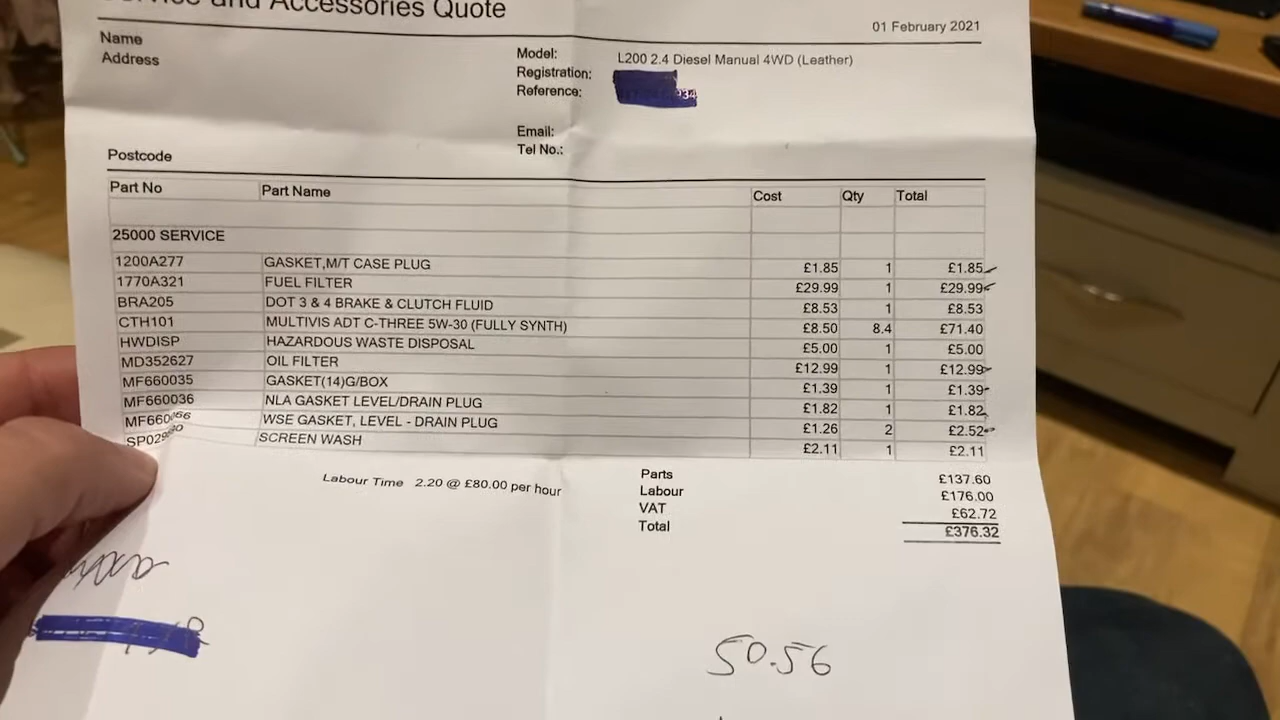 and Accessories Quote
01 February 2021
Name
Address
Model: L200 2.4 Diesel Manual 4WD (Leather)
Registration:
Reference: 934
Email:
Tel No.:
Postcode
Part No Part Name Cost Qty Total
25000 SERVICE
1200A277 GASKET,M/T CASE PLUG £1.85 1 £1.85
1770A321 FUEL FILTER £29.99 1 £29.99
BRA205 DOT 3 & 4 BRAKE & CLUTCH FLUID £8.53 1 £8.53
CTH101 MULTIVIS ADT C-THREE 5W-30 (FULLY SYNTH) £8.50 8.4 £71.40
HWDISP HAZARDOUS WASTE DISPOSAL £5.00 1 £5.00
MD352627 OIL FILTER £12.99 1 £12.99
MF660035 GASKET(14)G/BOX £1.39 1 £1.39
MF660036 NLA GASKET LEVEL/DRAIN PLUG £1.82 1 £1.82
MF660066 WSE GASKET, LEVEL - DRAIN PLUG £1.26 2 £2.52
SCREEN WASH £2.11 1 £2.11
Labour Time 2.20 @ £80.00 per hour
Parts £137.60
Labour £176.00
VAT £62.72
Total £376.32
50.56